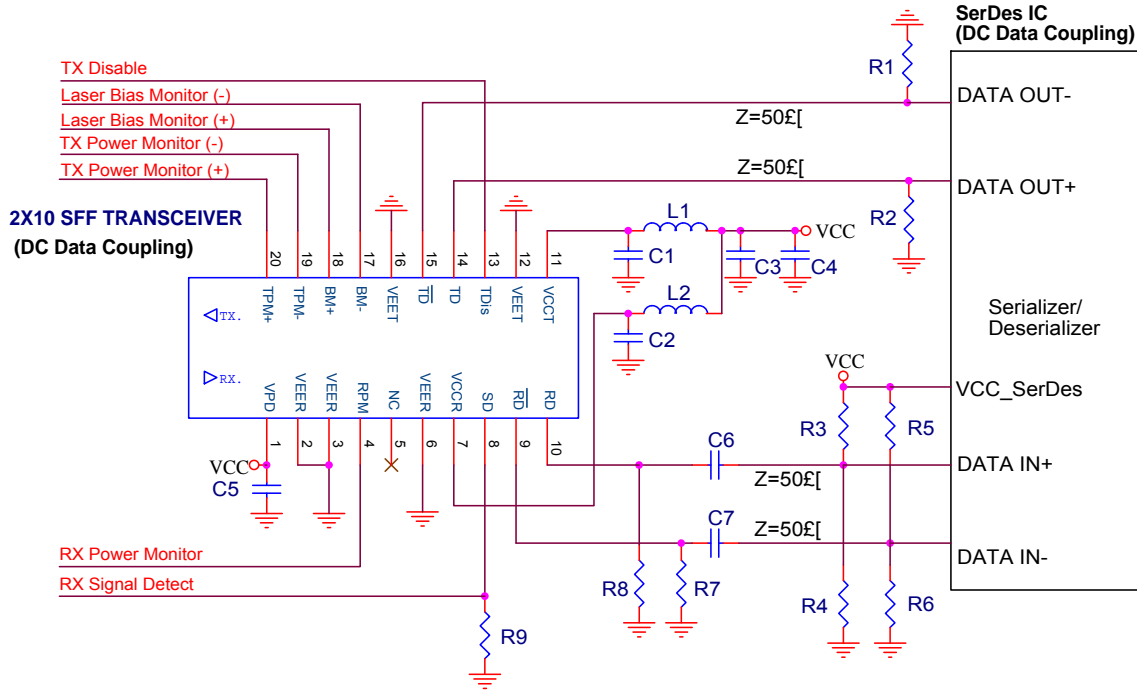 SerDes IC
(DC Data Coupling)
R1
TX Disable
Laser Bias Monitor (-)
Laser Bias Monitor (+)
TX Power Monitor (-)
TX Power Monitor (+)
DATA OUT-
Z=50£[
Z=50£[
DATA OUT+
R2
2X10 SFF TRANSCEIVER
(DC Data Coupling)
L1
VCC
C1
C3
C4
20
19
18
17
16
15
14
13
12
11
TPM+
TPM-
BM+
BM-
VEET
TD
TD
TDis
VEET
VCCT
L2
C2
TX.
RX.
Serializer/
Deserializer
VPD
VEER
VEER
RPM
NC
VEER
VCCR
SD
RD
RD
1
2
3
4
5
6
7
8
9
10
VCC
VCC_SerDes
R3
R5
VCC
C5
C6
Z=50£[
DATA IN+
C7
Z=50£[
DATA IN-
RX Power Monitor
RX Signal Detect
R8
R7
R4
R6
R9